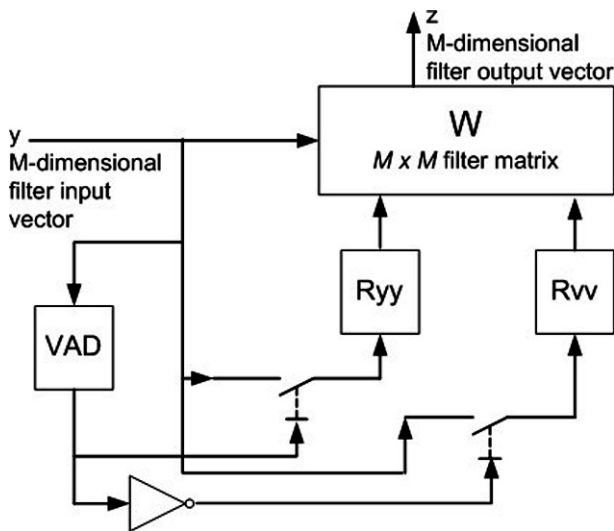 z
M-dimensional
filter output vector
y
M-dimensional
filter input
vector
W
M x M filter matrix
Ryy
Rvv
VAD